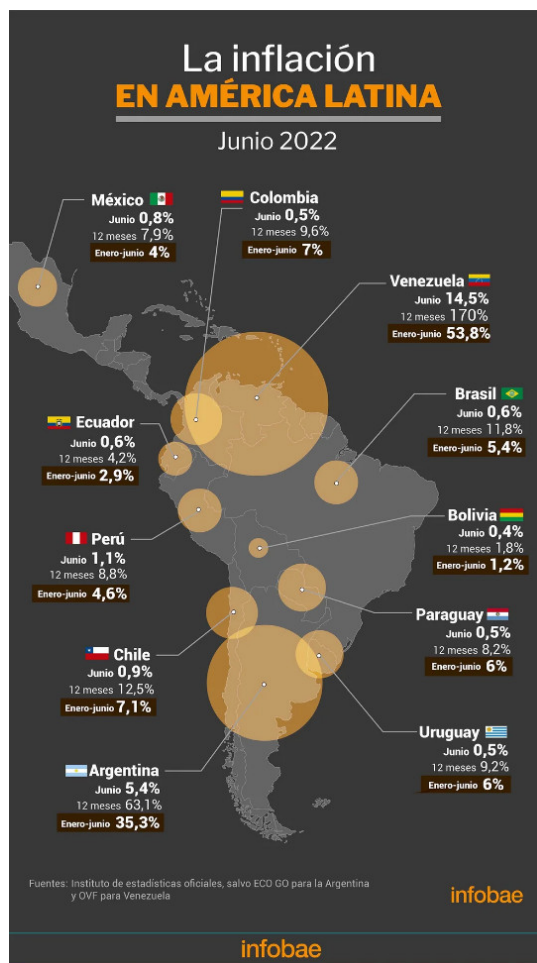 La inflación
EN AMÉRICA LATINA
Junio 2022
México
Junio 0,8%
12 meses 7,9%
Enero-junio 4%
Colombia
Junio 0,5%
12 meses 9,6%
Enero-junio 7%
Venezuela
Junio 14,5%
12 meses 170%
Enero-junio 53,8%
Brasil
Junio 0,6%
12 meses 11,8%
Enero-junio 5,4%
Ecuador
Junio 0,6%
12 meses 4,2%
Enero-junio 2,9%
Bolivia
Junio 0,4%
12 meses 1,8%
Enero-junio 1,2%
Perú
Junio 1,1%
12 meses 8,8%
Enero-junio 4,6%
Paraguay
Junio 0,5%
12 meses 8,2%
Enero-junio 6%
Chile
Junio 0,9%
12 meses 12,5%
Enero-junio 7,1%
Uruguay
Junio 0,5%
12 meses 9,2%
Enero-junio 6%
Argentina
Junio 5,4%
12 meses 63,1%
Enero-junio 35,3%
Fuentes: Instituto de estadísticas oficiales, salvo ECO GO para la Argentina
y OVF para Venezuela
infobae
infobae